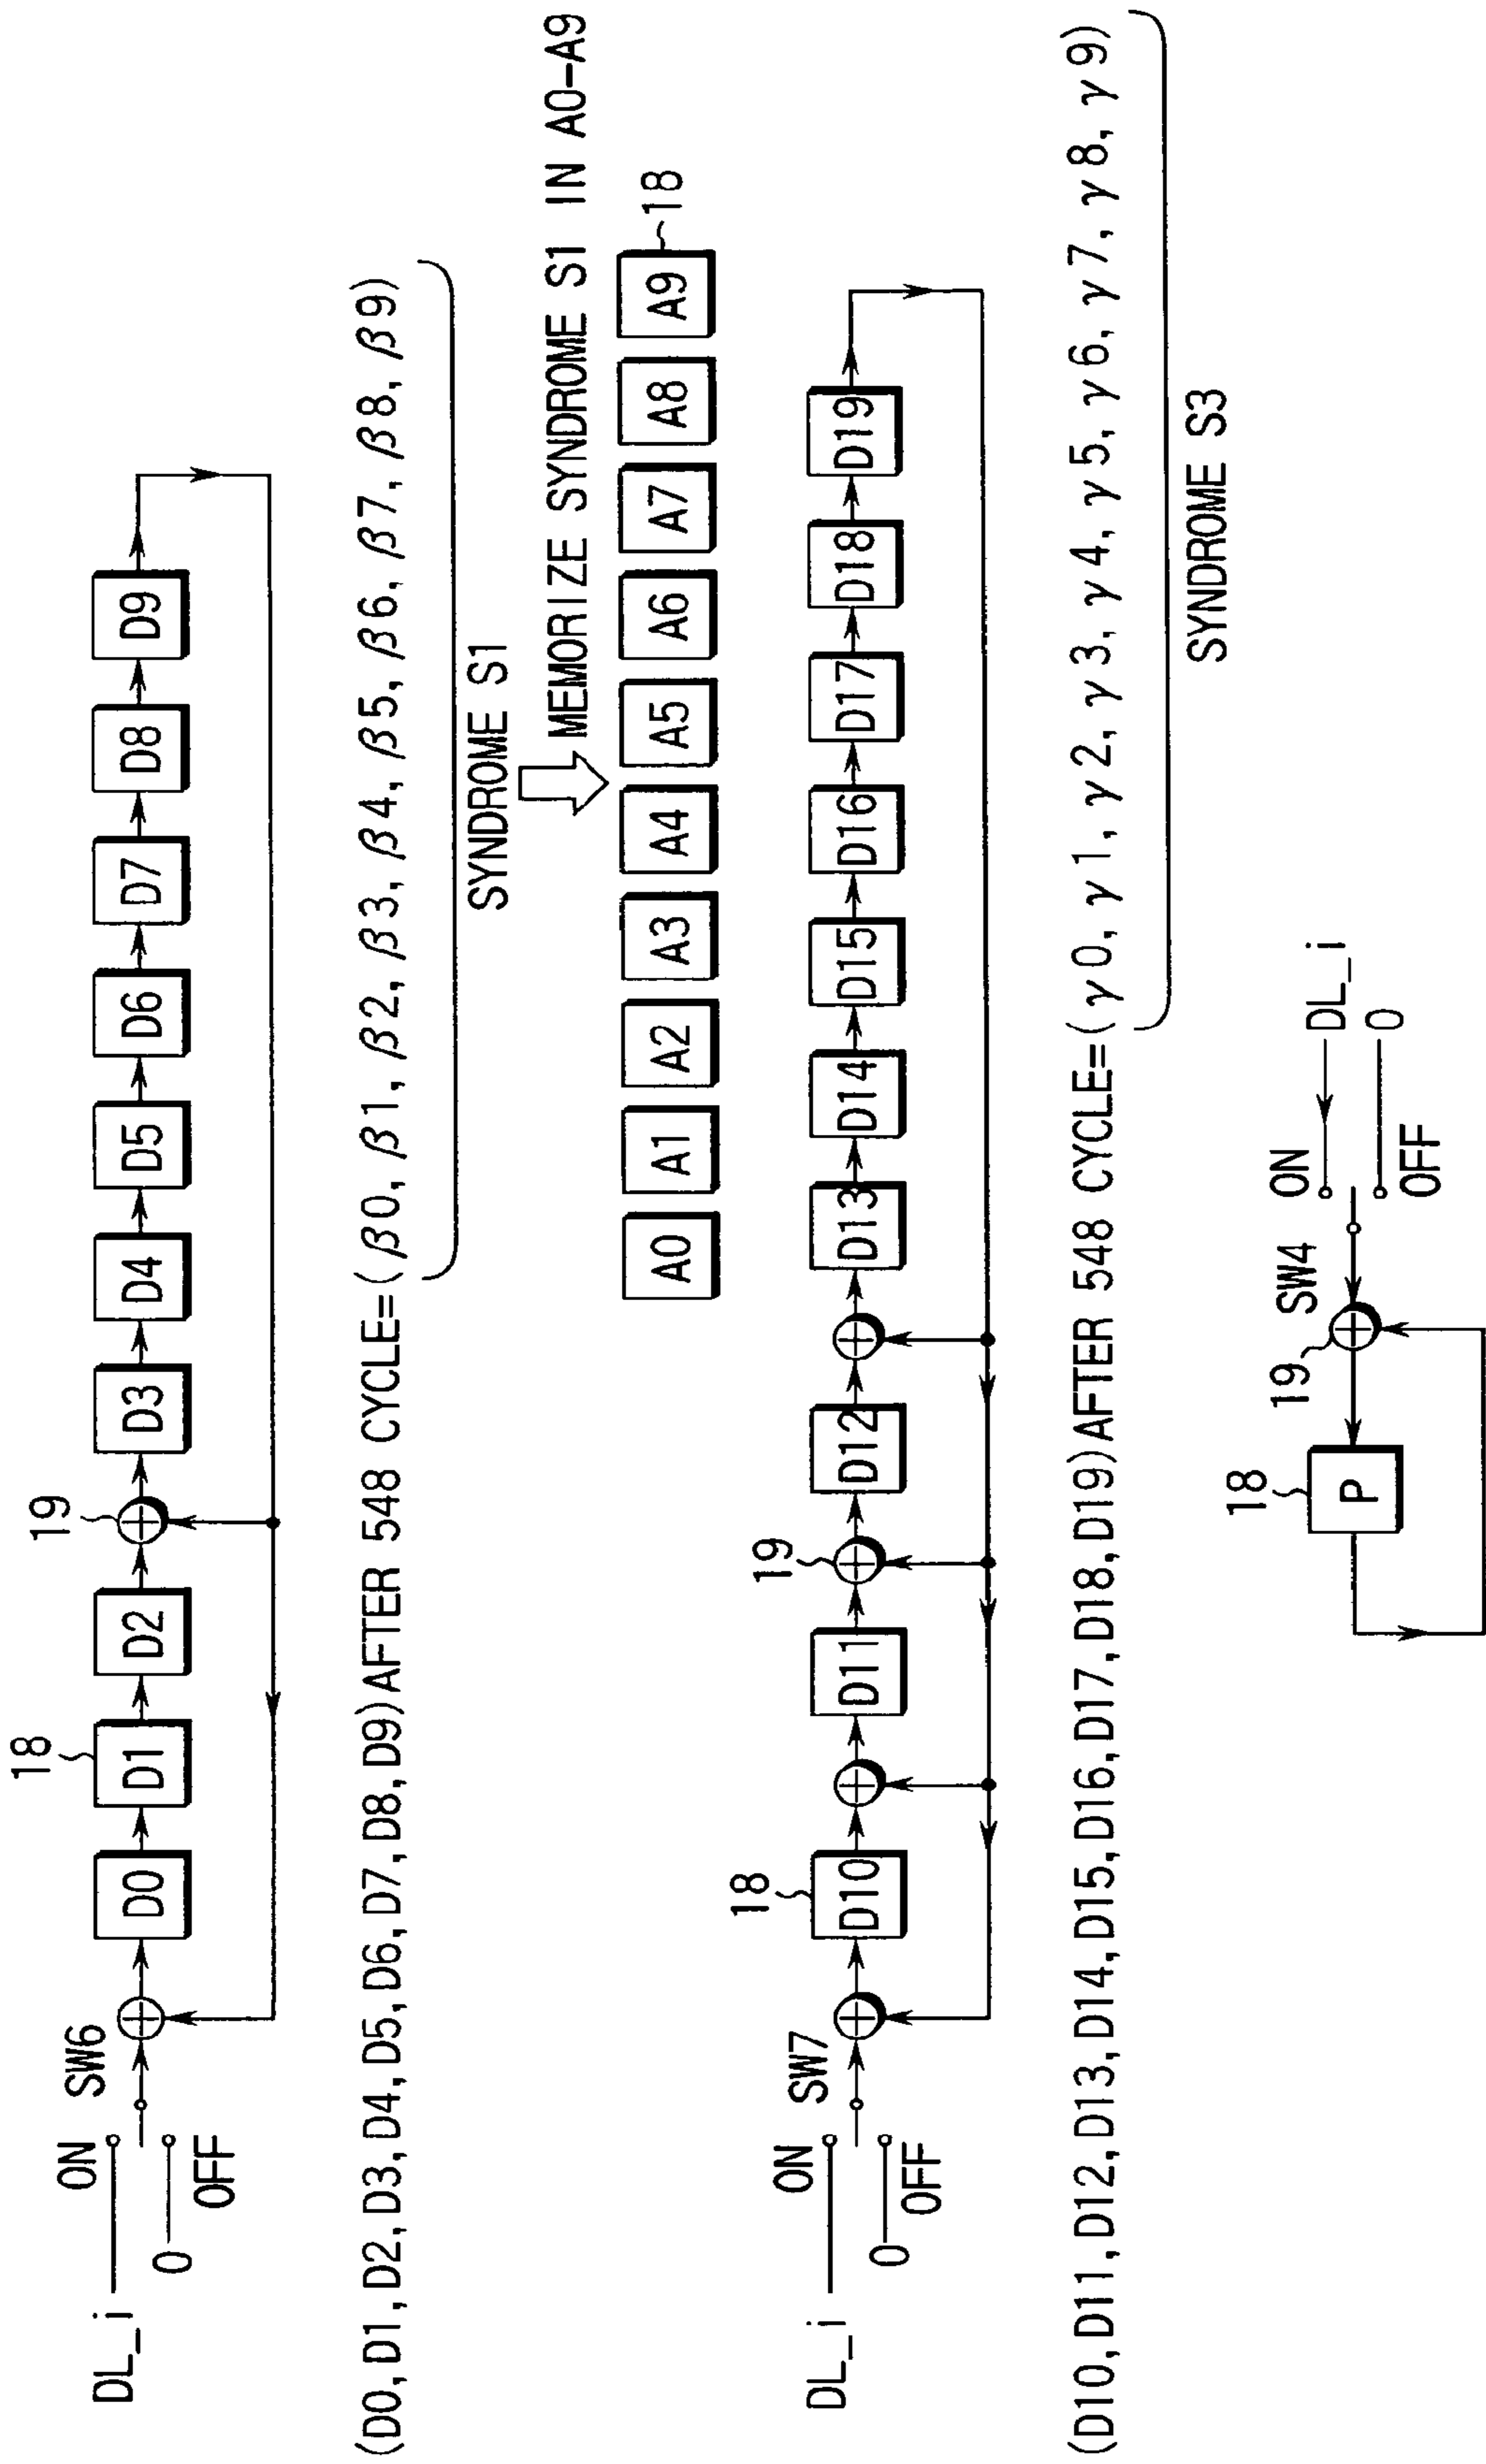 18
19
SW6
ON
DL_i
0
OFF
D0 D1 D2 D3 D4 D5 D6 D7 D8 D9
(D0,D1,D2,D3,D4,D5,D6,D7,D8,D9)AFTER 548 CYCLE=(β0,β1,β2,β3,β4,β5,β6,β7,β8,β9)
SYNDROME S1
MEMORIZE SYNDROME S1 IN A0-A9
A0 A1 A2 A3 A4 A5 A6 A7 A8 A9
18
18
19
SW7
ON
DL_i
0
OFF
D10 D11 D12 D13 D14 D15 D16 D17 D18 D19
(D10,D11,D12,D13,D14,D15,D16,D17,D18,D19)AFTER 548 CYCLE=(γ0,γ1,γ2,γ3,γ4,γ5,γ6,γ7,γ8,γ9)
SYNDROME S3
18
19
SW4
ON
DL_i
P
0
OFF